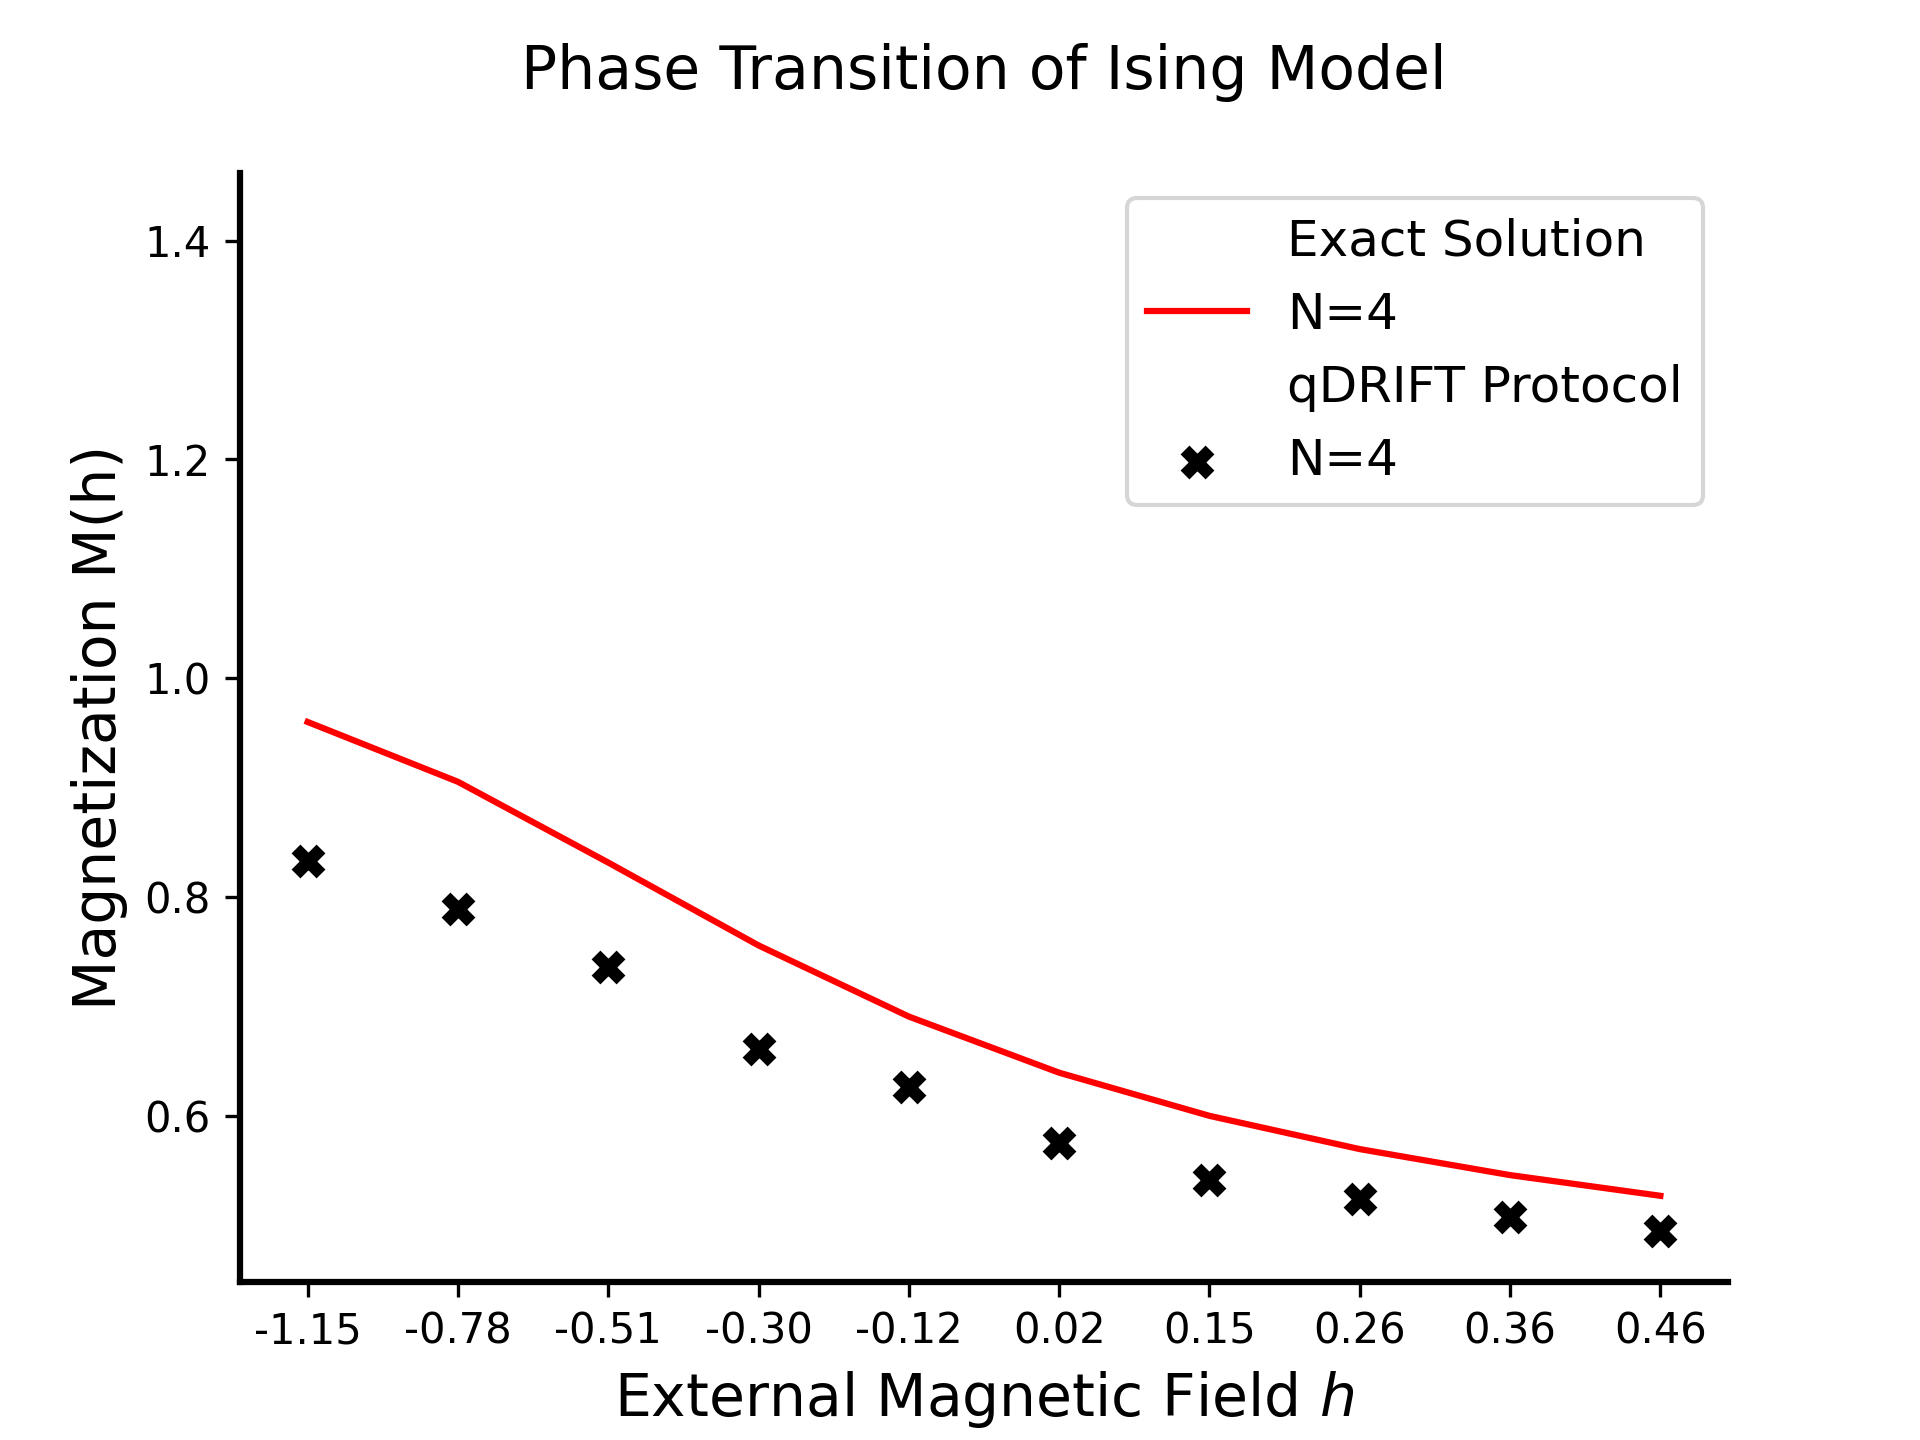 Phase Transition of Ising Model
Exact Solution
N=4
qDRIFT Protocol
N=4
Magnetization M(h)
1.4
1.2
1.0
0.8
0.6
-1.15 -0.78 -0.51 -0.30 -0.12 0.02 0.15 0.26 0.36 0.46
External Magnetic Field h